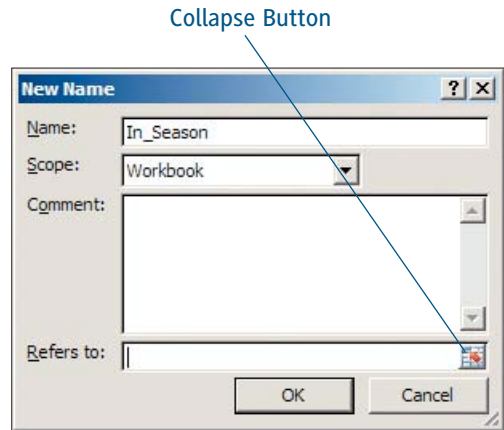 Collapse Button
New Name
Name: In_Season
Scope: Workbook
Comment:
Refers to:
OK Cancel